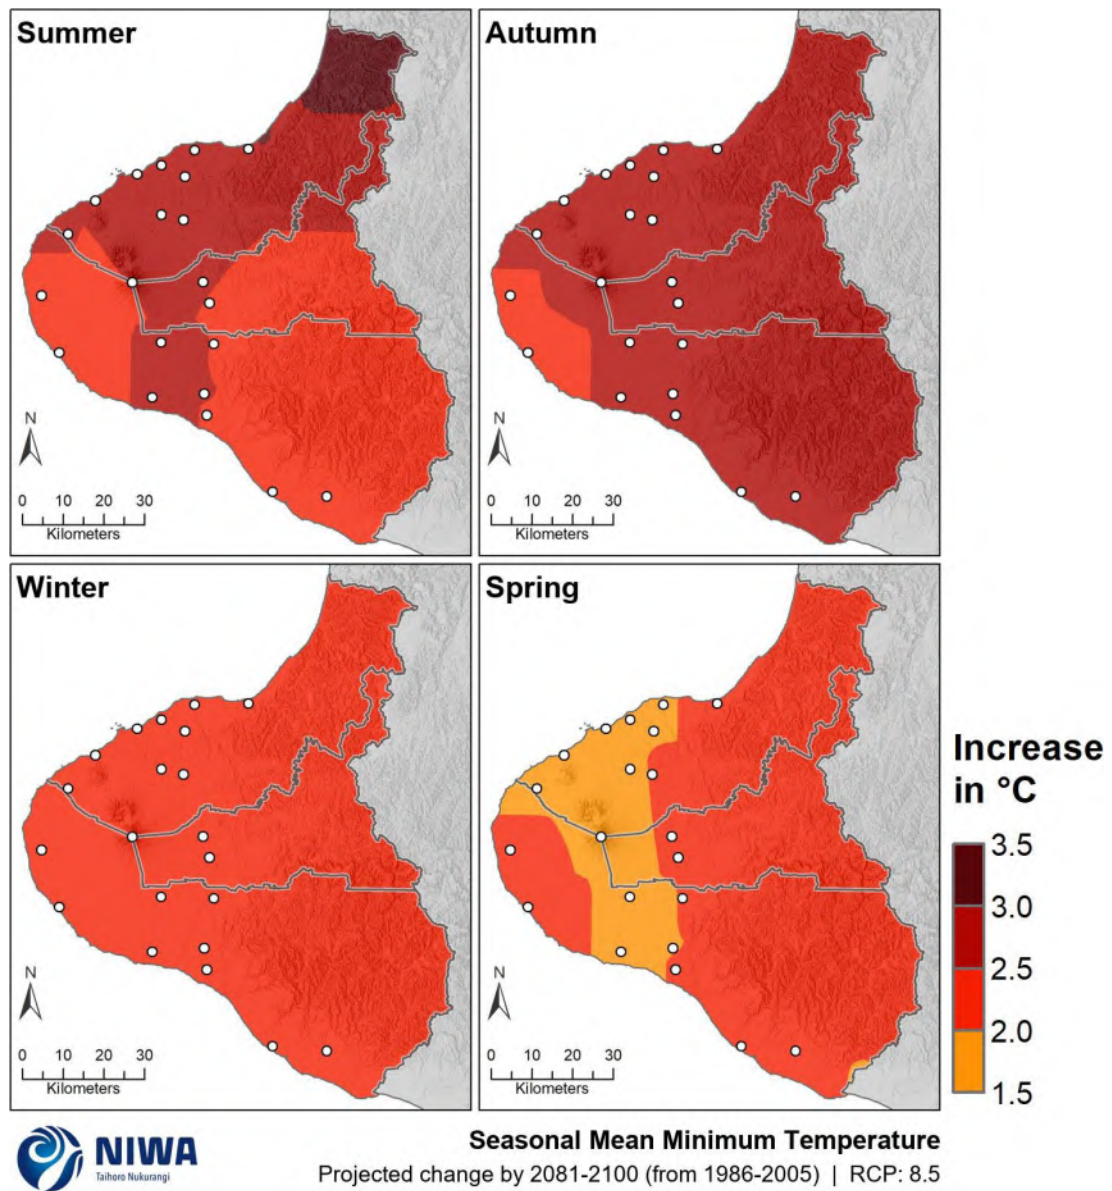 Summer
Autumn
N
0 10 20 30
Kilometers
N
0 10 20 30
Kilometers
Winter
Spring
N
0 10 20 30
Kilometers
N
0 10 20 30
Kilometers
Increase
in °C
3.5
3.0
2.5
2.0
1.5
NIWA
Taihoro Nukurangi
Seasonal Mean Minimum Temperature
Projected change by 2081-2100 (from 1986-2005) | RCP: 8.5